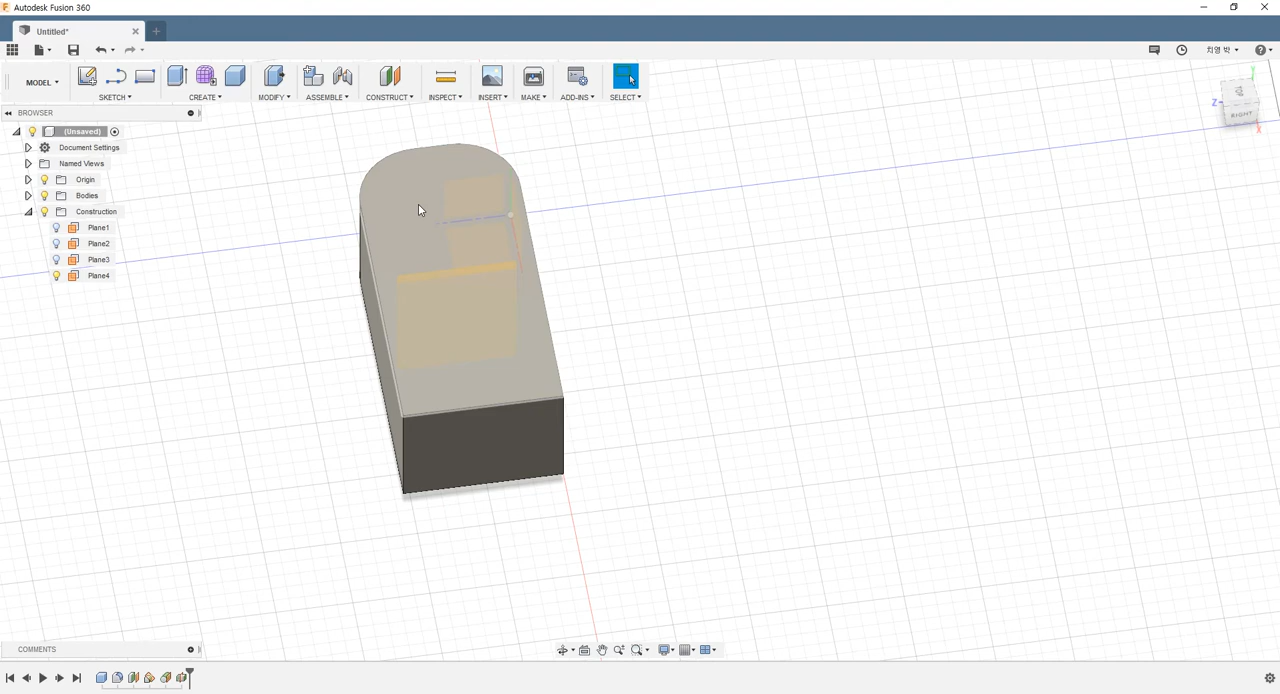 Autodesk Fusion 360
Untitled*
치영 박
MODEL
SKETCH
CREATE
MODIFY
ASSEMBLE
CONSTRUCT
INSPECT
INSERT
MAKE
ADD-INS
SELECT
BROWSER
(Unsaved)
Document Settings
Named Views
Origin
Bodies
Construction
Plane1
Plane2
Plane3
Plane4
Y
Z
RIGHT
X
COMMENTS